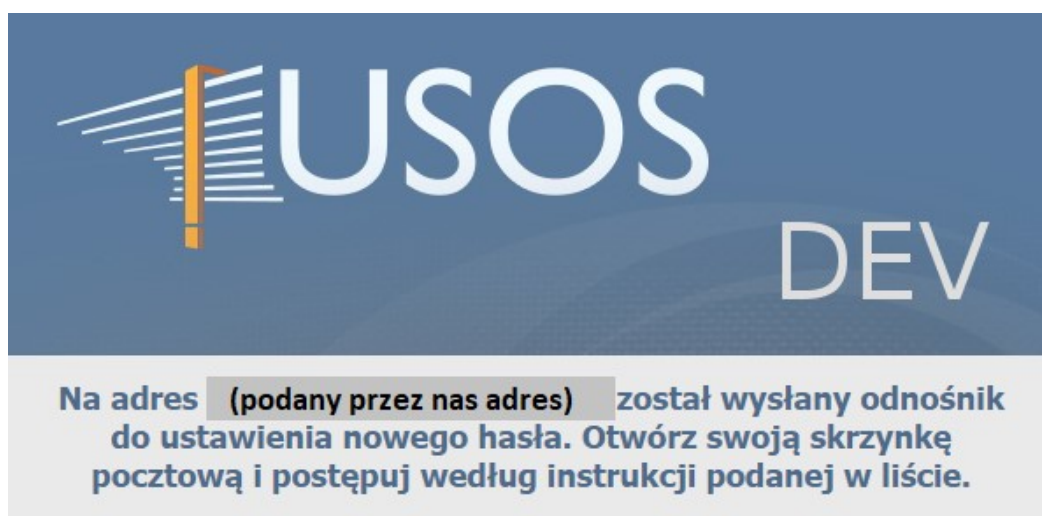 USOS
DEV
Na adres (podany przez nas adres) został wysłany odnośnik
do ustawienia nowego hasła. Otwórz swoją skrzynkę
pocztową i postępuj według instrukcji podanej w liście.